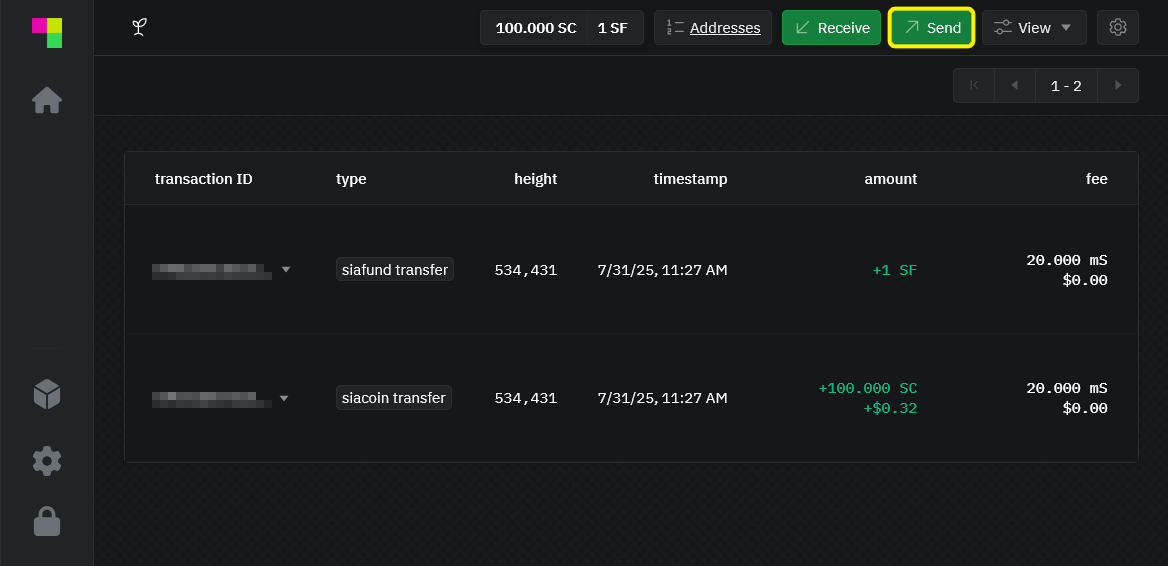 100.000 SC 1 SF Addresses Receive Send View
1 - 2
transaction ID type height timestamp amount fee
siafund transfer 534,431 7/31/25, 11:27 AM +1 SF 20.000 mS
$0.00
siacoin transfer 534,431 7/31/25, 11:27 AM +100.000 SC 20.000 mS
+$0.32 $0.00